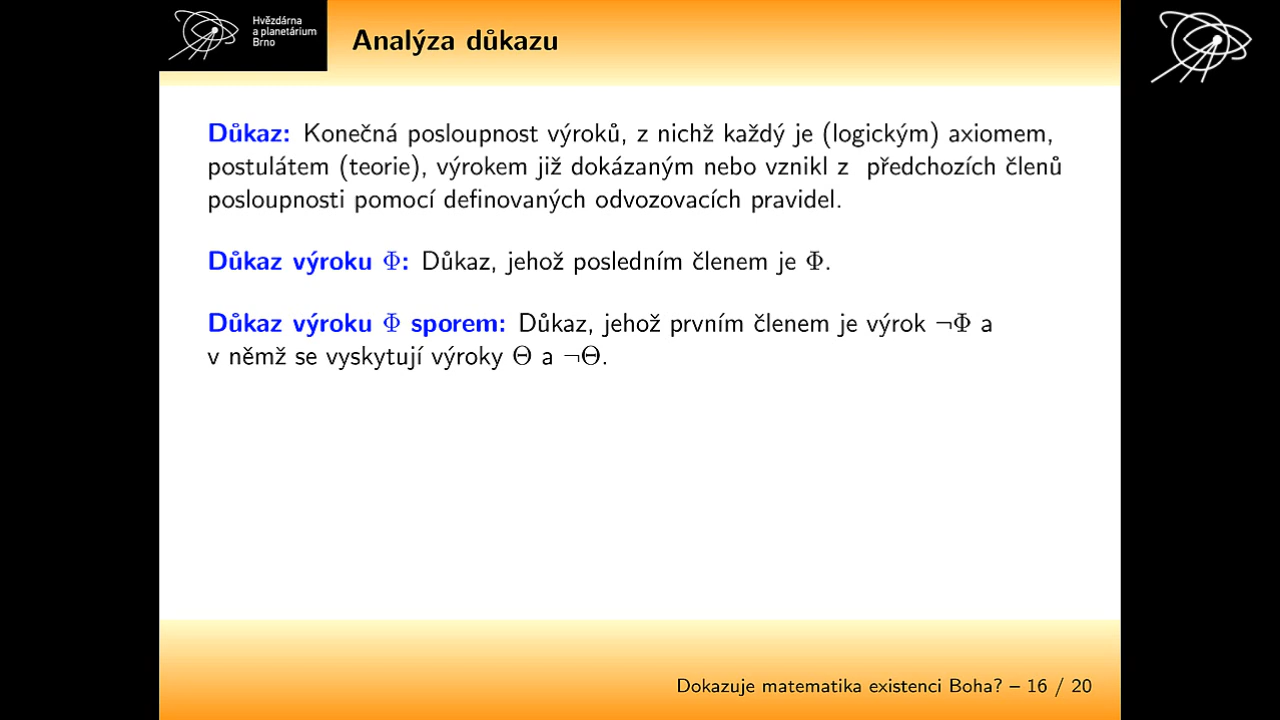 Hvězdárna
a planetárium
Brno
Analýza důkazu
Důkaz: Konečná posloupnost výroků, z nichž každý je (logickým) axiomem,
postulátem (teorie), výrokem již dokázaným nebo vznikl z předchozích členů
posloupnosti pomocí definovaných odvozovacích pravidel.
Důkaz výroku Φ: Důkaz, jehož posledním členem je Φ.
Důkaz výroku Φ sporem: Důkaz, jehož prvním členem je výrok ¬Φ a
v němž se vyskytují výroky Θ a ¬Θ.
Dokazuje matematika existenci Boha? – 16 / 20